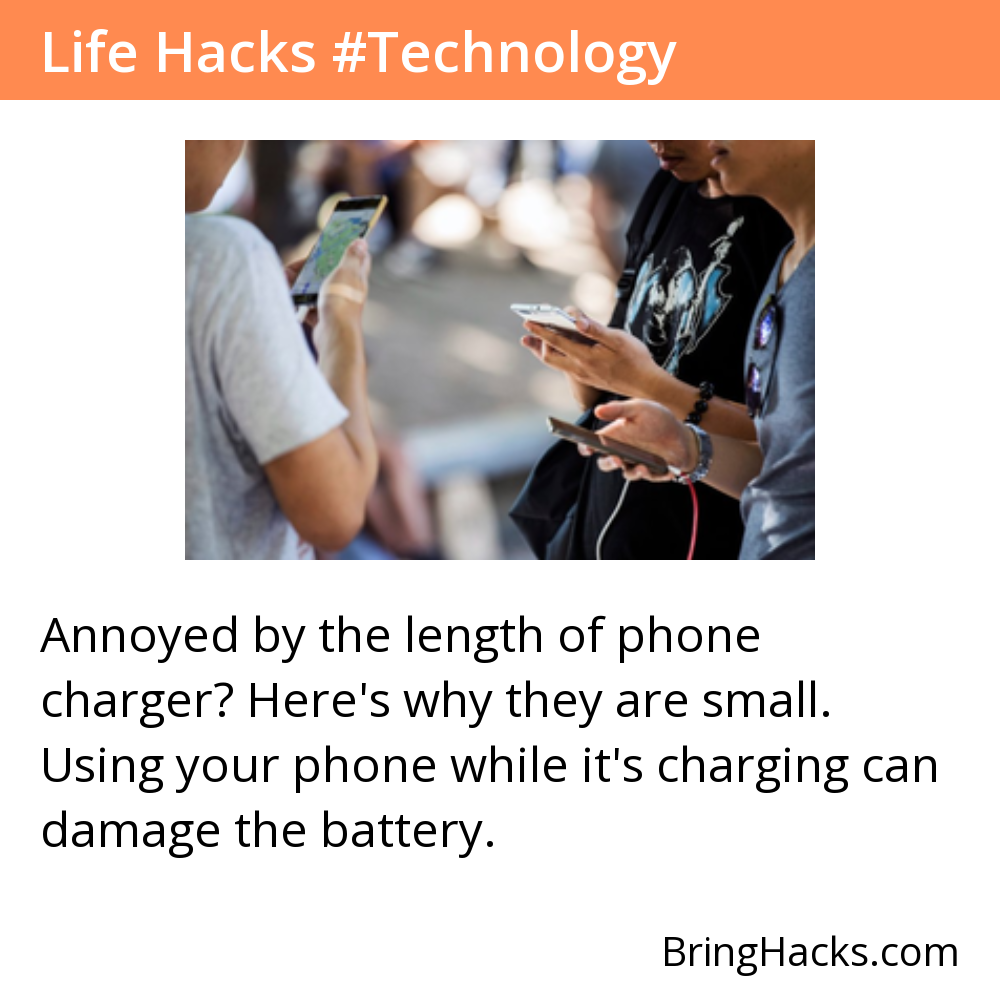 Life Hacks #Technology
Annoyed by the length of phone
charger? Here's why they are small.
Using your phone while it's charging can
damage the battery.
BringHacks.com